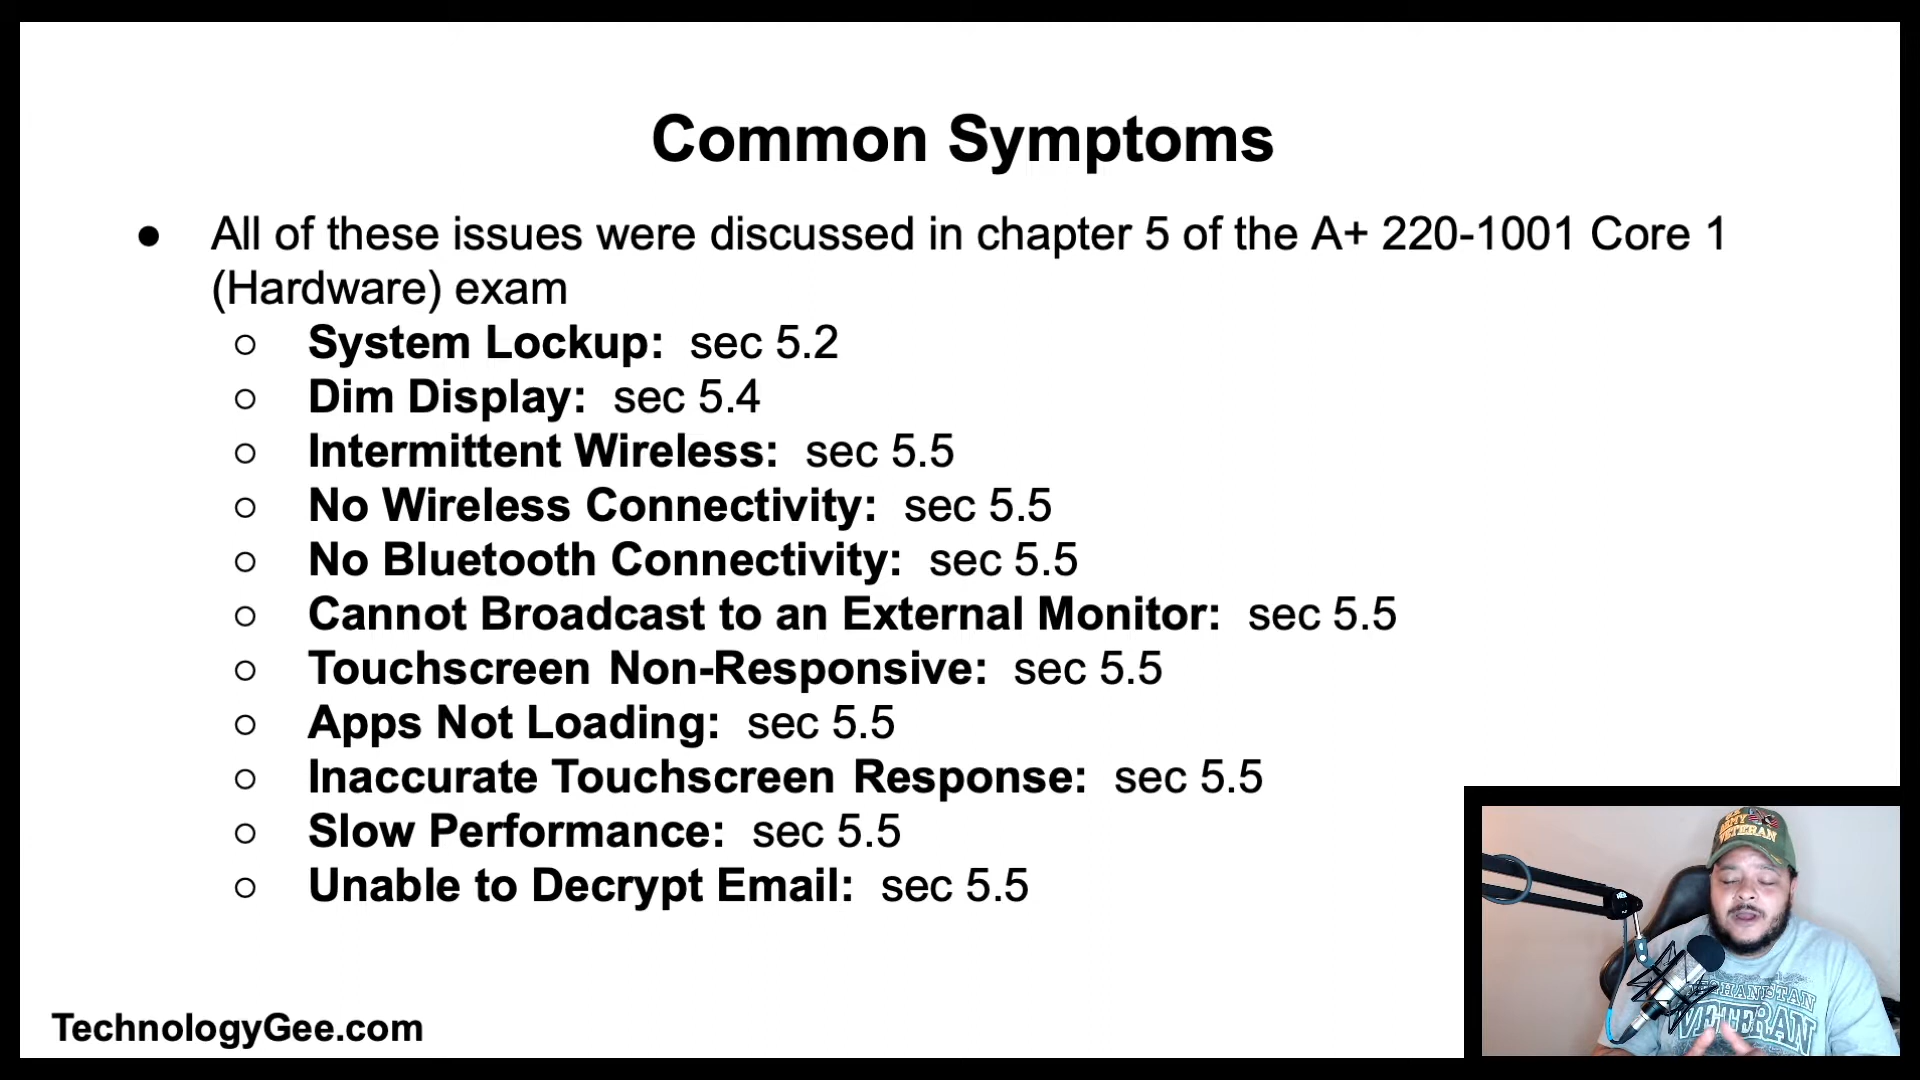 Common Symptoms
● All of these issues were discussed in chapter 5 of the A+ 220-1001 Core 1
(Hardware) exam
○ System Lockup: sec 5.2
○ Dim Display: sec 5.4
○ Intermittent Wireless: sec 5.5
○ No Wireless Connectivity: sec 5.5
○ No Bluetooth Connectivity: sec 5.5
○ Cannot Broadcast to an External Monitor: sec 5.5
○ Touchscreen Non-Responsive: sec 5.5
○ Apps Not Loading: sec 5.5
○ Inaccurate Touchscreen Response: sec 5.5
○ Slow Performance: sec 5.5
○ Unable to Decrypt Email: sec 5.5
TechnologyGee.com
ARMY
VETERAN
VETERAN